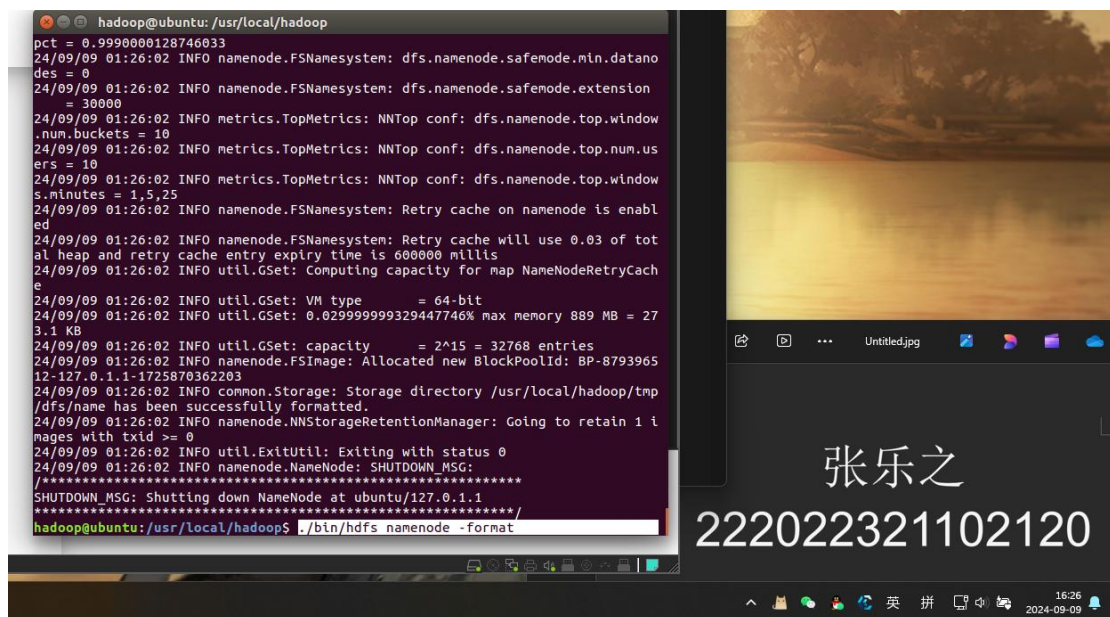 hadoop@ubuntu: /usr/local/hadoop
pct = 0.9990000128746033
24/09/09 01:26:02 INFO namenode.FSNamesystem: dfs.namenode.safemode.min.datano
des = 0
24/09/09 01:26:02 INFO namenode.FSNamesystem: dfs.namenode.safemode.extension
    = 30000
24/09/09 01:26:02 INFO metrics.TopMetrics: NNTop conf: dfs.namenode.top.window
.num.buckets = 10
24/09/09 01:26:02 INFO metrics.TopMetrics: NNTop conf: dfs.namenode.top.num.us
ers = 10
24/09/09 01:26:02 INFO metrics.TopMetrics: NNTop conf: dfs.namenode.top.window
s.minutes = 1,5,25
24/09/09 01:26:02 INFO namenode.FSNamesystem: Retry cache on namenode is enabl
ed
24/09/09 01:26:02 INFO namenode.FSNamesystem: Retry cache will use 0.03 of tot
al heap and retry cache entry expiry time is 600000 millis
24/09/09 01:26:02 INFO util.GSet: Computing capacity for map NameNodeRetryCach
e
24/09/09 01:26:02 INFO util.GSet: VM type       = 64-bit
24/09/09 01:26:02 INFO util.GSet: 0.029999999329447746% max memory 889 MB = 27
3.1 KB
24/09/09 01:26:02 INFO util.GSet: capacity      = 2^15 = 32768 entries
24/09/09 01:26:02 INFO namenode.FSImage: Allocated new BlockPoolId: BP-8793965
12-127.0.1.1-1725870362203
24/09/09 01:26:02 INFO common.Storage: Storage directory /usr/local/hadoop/tmp
/dfs/name has been successfully formatted.
24/09/09 01:26:02 INFO namenode.NNStorageRetentionManager: Going to retain 1 i
mages with txid >= 0
24/09/09 01:26:02 INFO util.ExitUtil: Exiting with status 0
24/09/09 01:26:02 INFO namenode.NameNode: SHUTDOWN_MSG:
/************************************************************
SHUTDOWN_MSG: Shutting down NameNode at ubuntu/127.0.1.1
************************************************************/
hadoop@ubuntu:/usr/local/hadoop$ ./bin/hdfs namenode -format
Untitled.jpg
张乐之
222022321102120
英 拼 16:26
2024-09-09